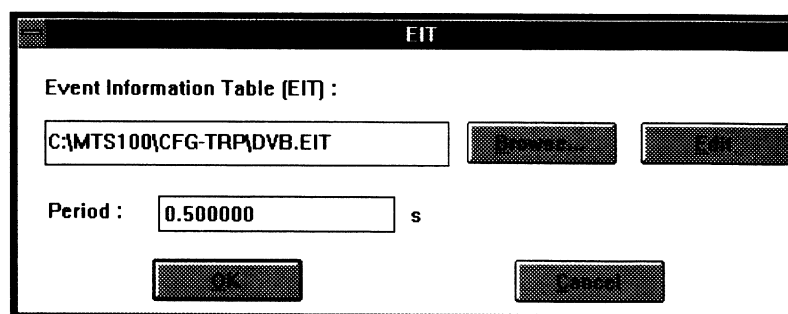 EIT
Event Information Table (EIT) :
C:\MTS100\CFG-TRP\DVB.EIT Browse... Edit
Period : 0.500000 s
OK Cancel